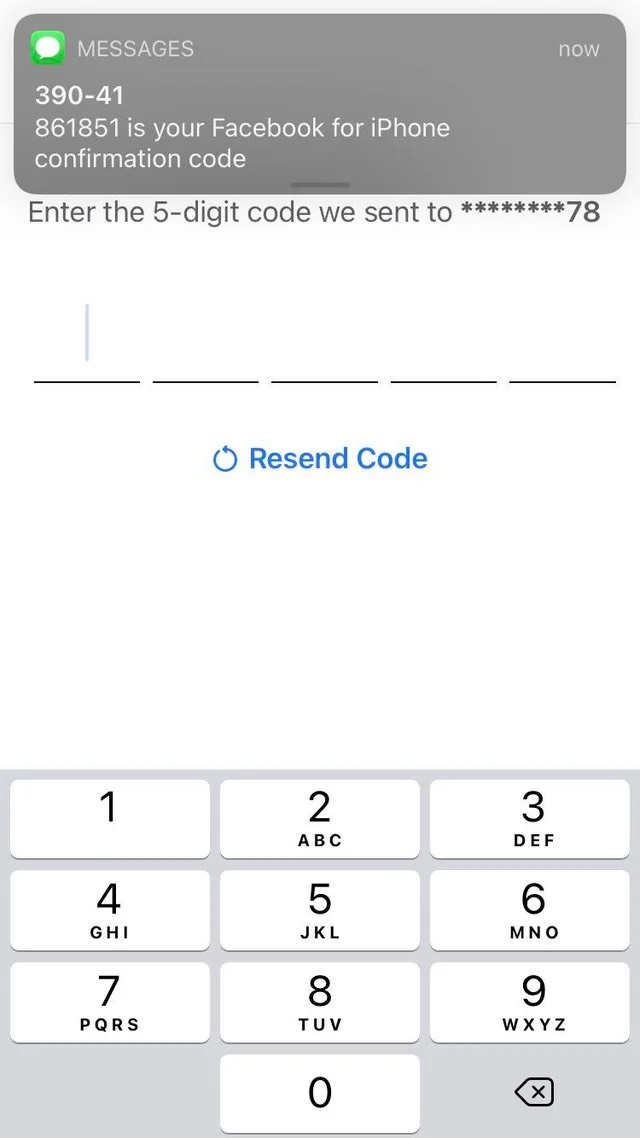 MESSAGES now
390-41
861851 is your Facebook for iPhone
confirmation code
Enter the 5-digit code we sent to ********78
Resend Code
1 2 3
ABC DEF
4 5 6
GHI JKL MNO
7 8 9
PQRS TUV WXYZ
0